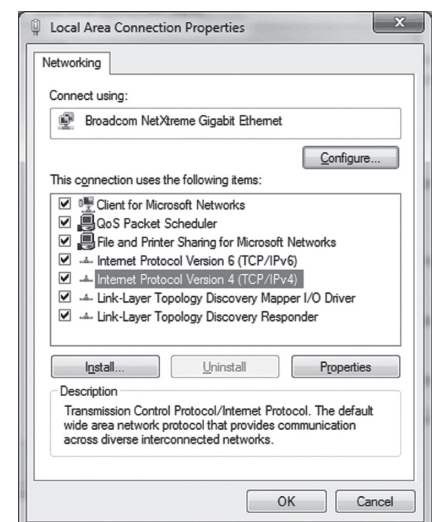 Local Area Connection Properties
X
Networking
Connect using:
Broadcom NetXtreme Gigabit Ethernet
Configure...
This connection uses the following items:
Client for Microsoft Networks
QoS Packet Scheduler
File and Printer Sharing for Microsoft Networks
Internet Protocol Version 6 (TCP/IPv6)
Internet Protocol Version 4 (TCP/IPv4)
Link-Layer Topology Discovery Mapper I/O Driver
Link-Layer Topology Discovery Responder
Install...
Uninstall
Properties
Description
Transmission Control Protocol/Internet Protocol. The default
wide area network protocol that provides communication
across diverse interconnected networks.
OK
Cancel